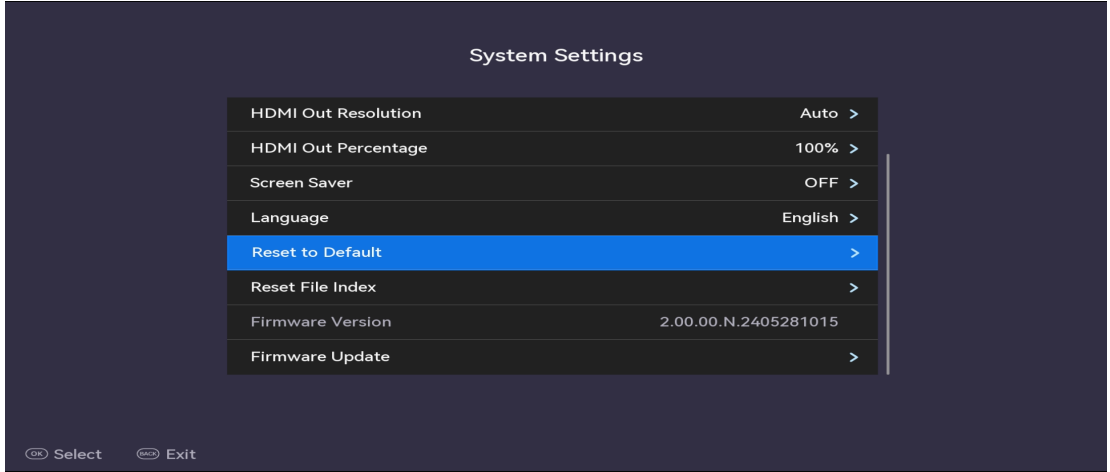 System Settings
HDMI Out Resolution Auto >
HDMI Out Percentage 100% >
Screen Saver OFF >
Language English >
Reset to Default >
Reset File Index >
Firmware Version 2.00.00.N.2405281015
Firmware Update >
OK Select BACK Exit